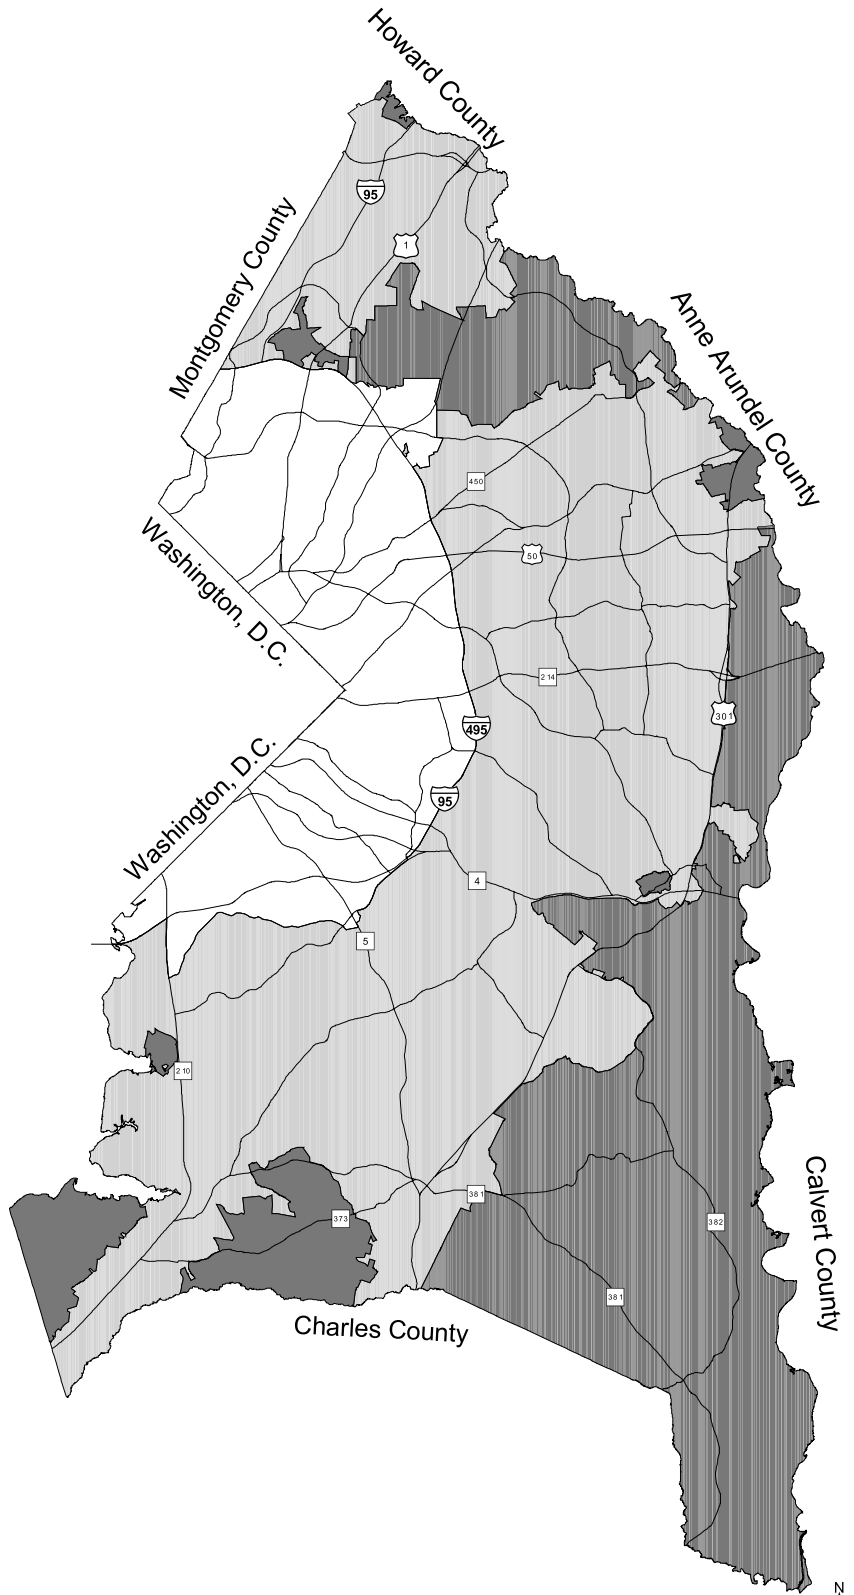 Howard County
95
Montgomery County
1
Anne Arundel County
450
Washington, D.C.
50
214
301
495
Washington, D.C.
95
4
5
210
Calvert County
381
373
382
381
Charles County
N